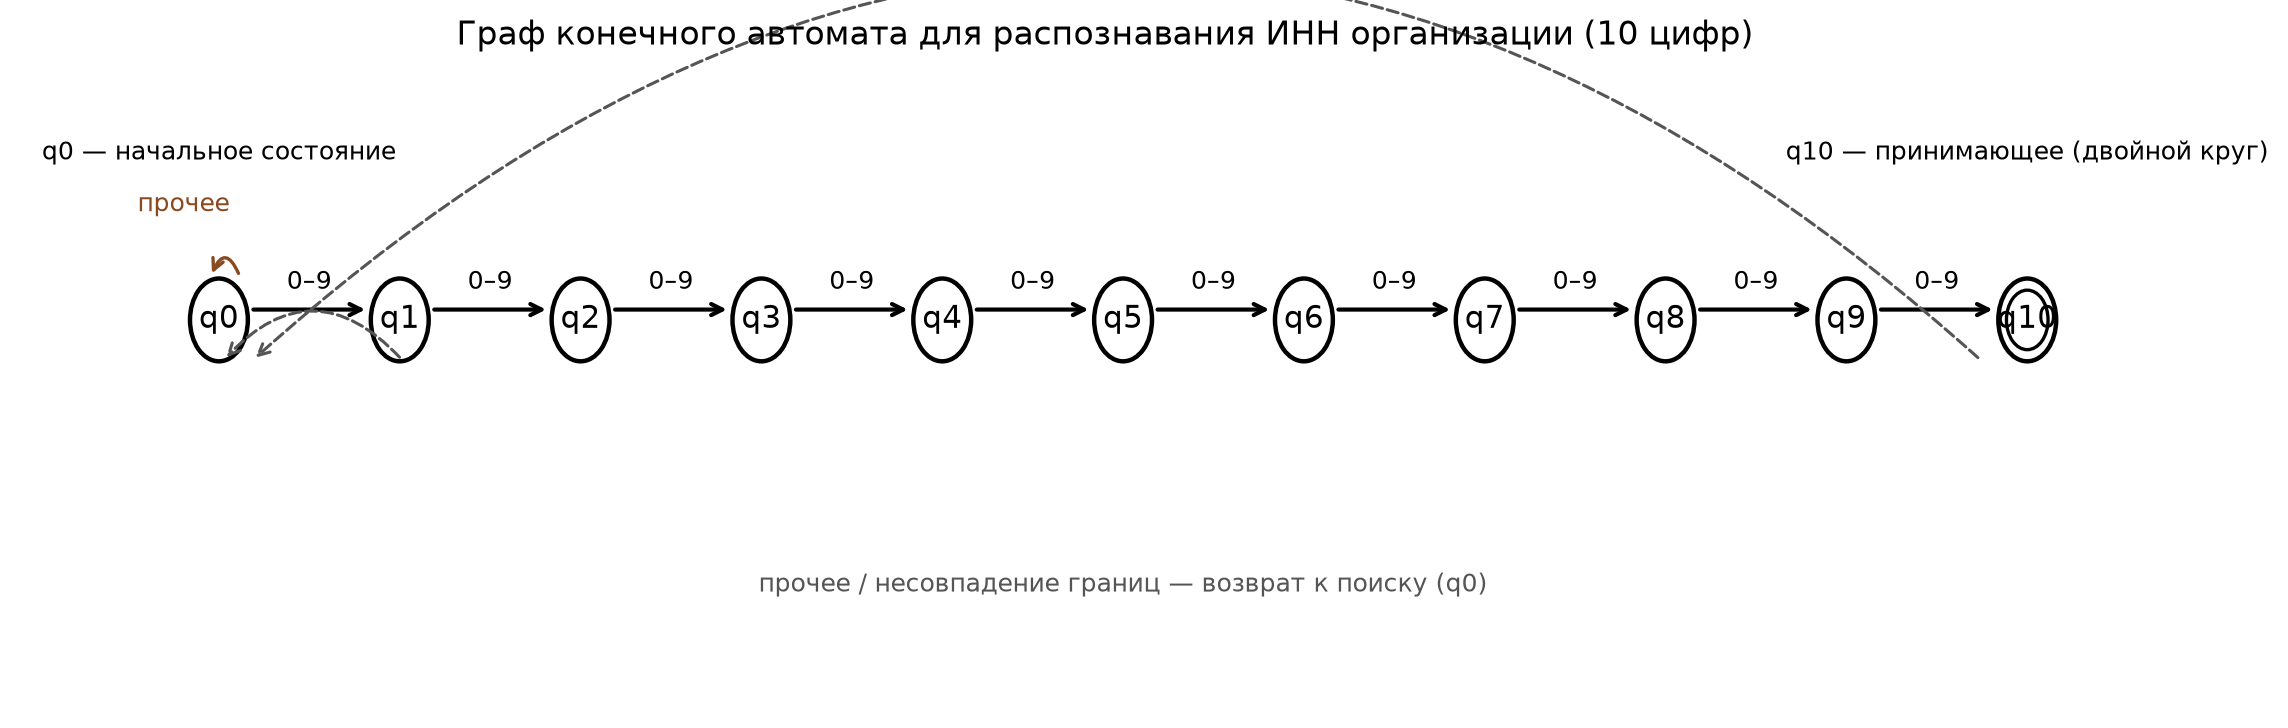 Граф конечного автомата для распознавания ИНН организации (10 цифр)
q0 — начальное состояние
q10 — принимающее (двойной круг)
прочее
0–9 0–9 0–9 0–9 0–9 0–9 0–9 0–9 0–9 0–9
q0 q1 q2 q3 q4 q5 q6 q7 q8 q9 q10
прочее / несовпадение границ — возврат к поиску (q0)